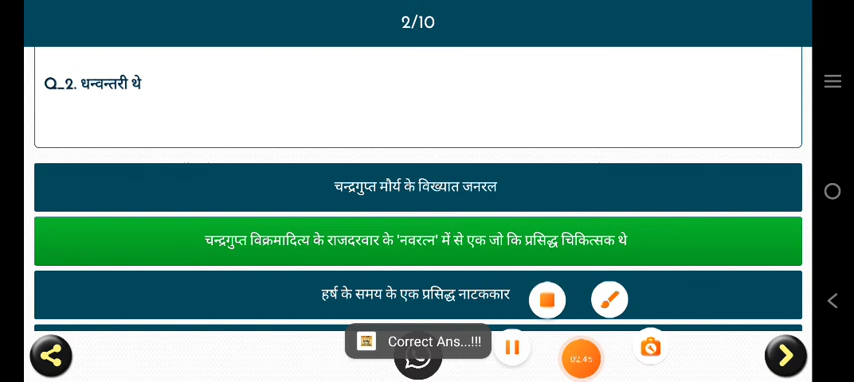 2/10
Q_2. धन्वन्तरी थे
चन्द्रगुप्त मौर्य के विख्यात जनरल
चन्द्रगुप्त विक्रमादित्य के राजदरवार के 'नवरत्न' में से एक जो कि प्रसिद्ध चिकित्सक थे
हर्ष के समय के एक प्रसिद्ध नाटककार
Correct Ans...!!!
02:45